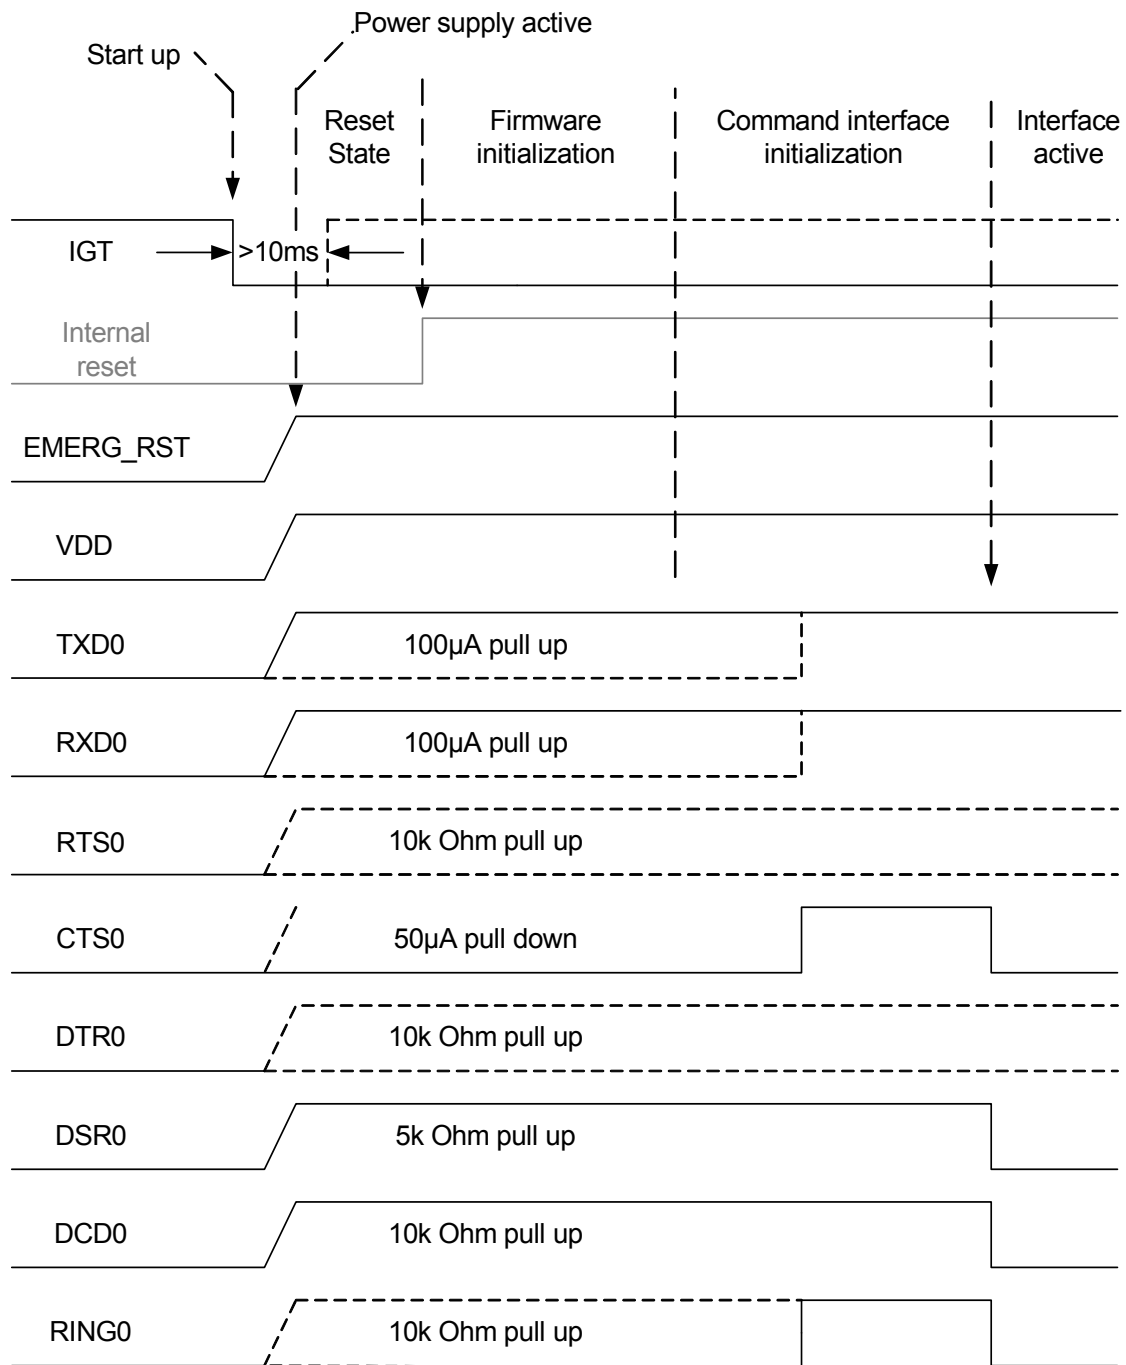 Power supply active
Start up
Reset State
Firmware initialization
Command interface initialization
Interface active
IGT
>10ms
Internal
reset
EMERG_RST
VDD
TXD0
100µA pull up
RXD0
100µA pull up
RTS0
10k Ohm pull up
CTS0
50µA pull down
DTR0
10k Ohm pull up
DSR0
5k Ohm pull up
DCD0
10k Ohm pull up
RING0
10k Ohm pull up